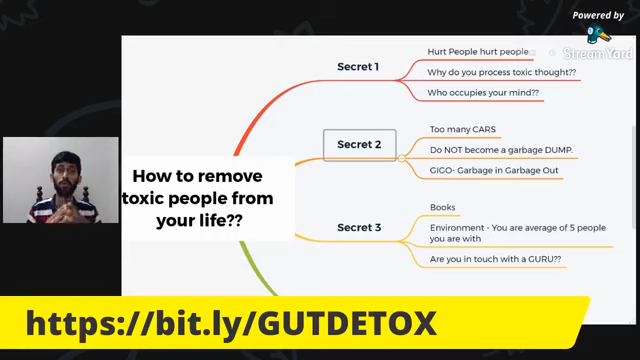 Powered by
StreamYard
How to remove
toxic people from
your life??
Secret 1
Hurt People hurt people
Why do you process toxic thought??
Who occupies your mind??
Secret 2
Too many CARS
Do NOT become a garbage DUMP.
GIGO- Garbage in Garbage Out
Secret 3
Books
Environment - You are average of 5 people
you are with
Are you in touch with a GURU??
https://bit.ly/GUTDETOX